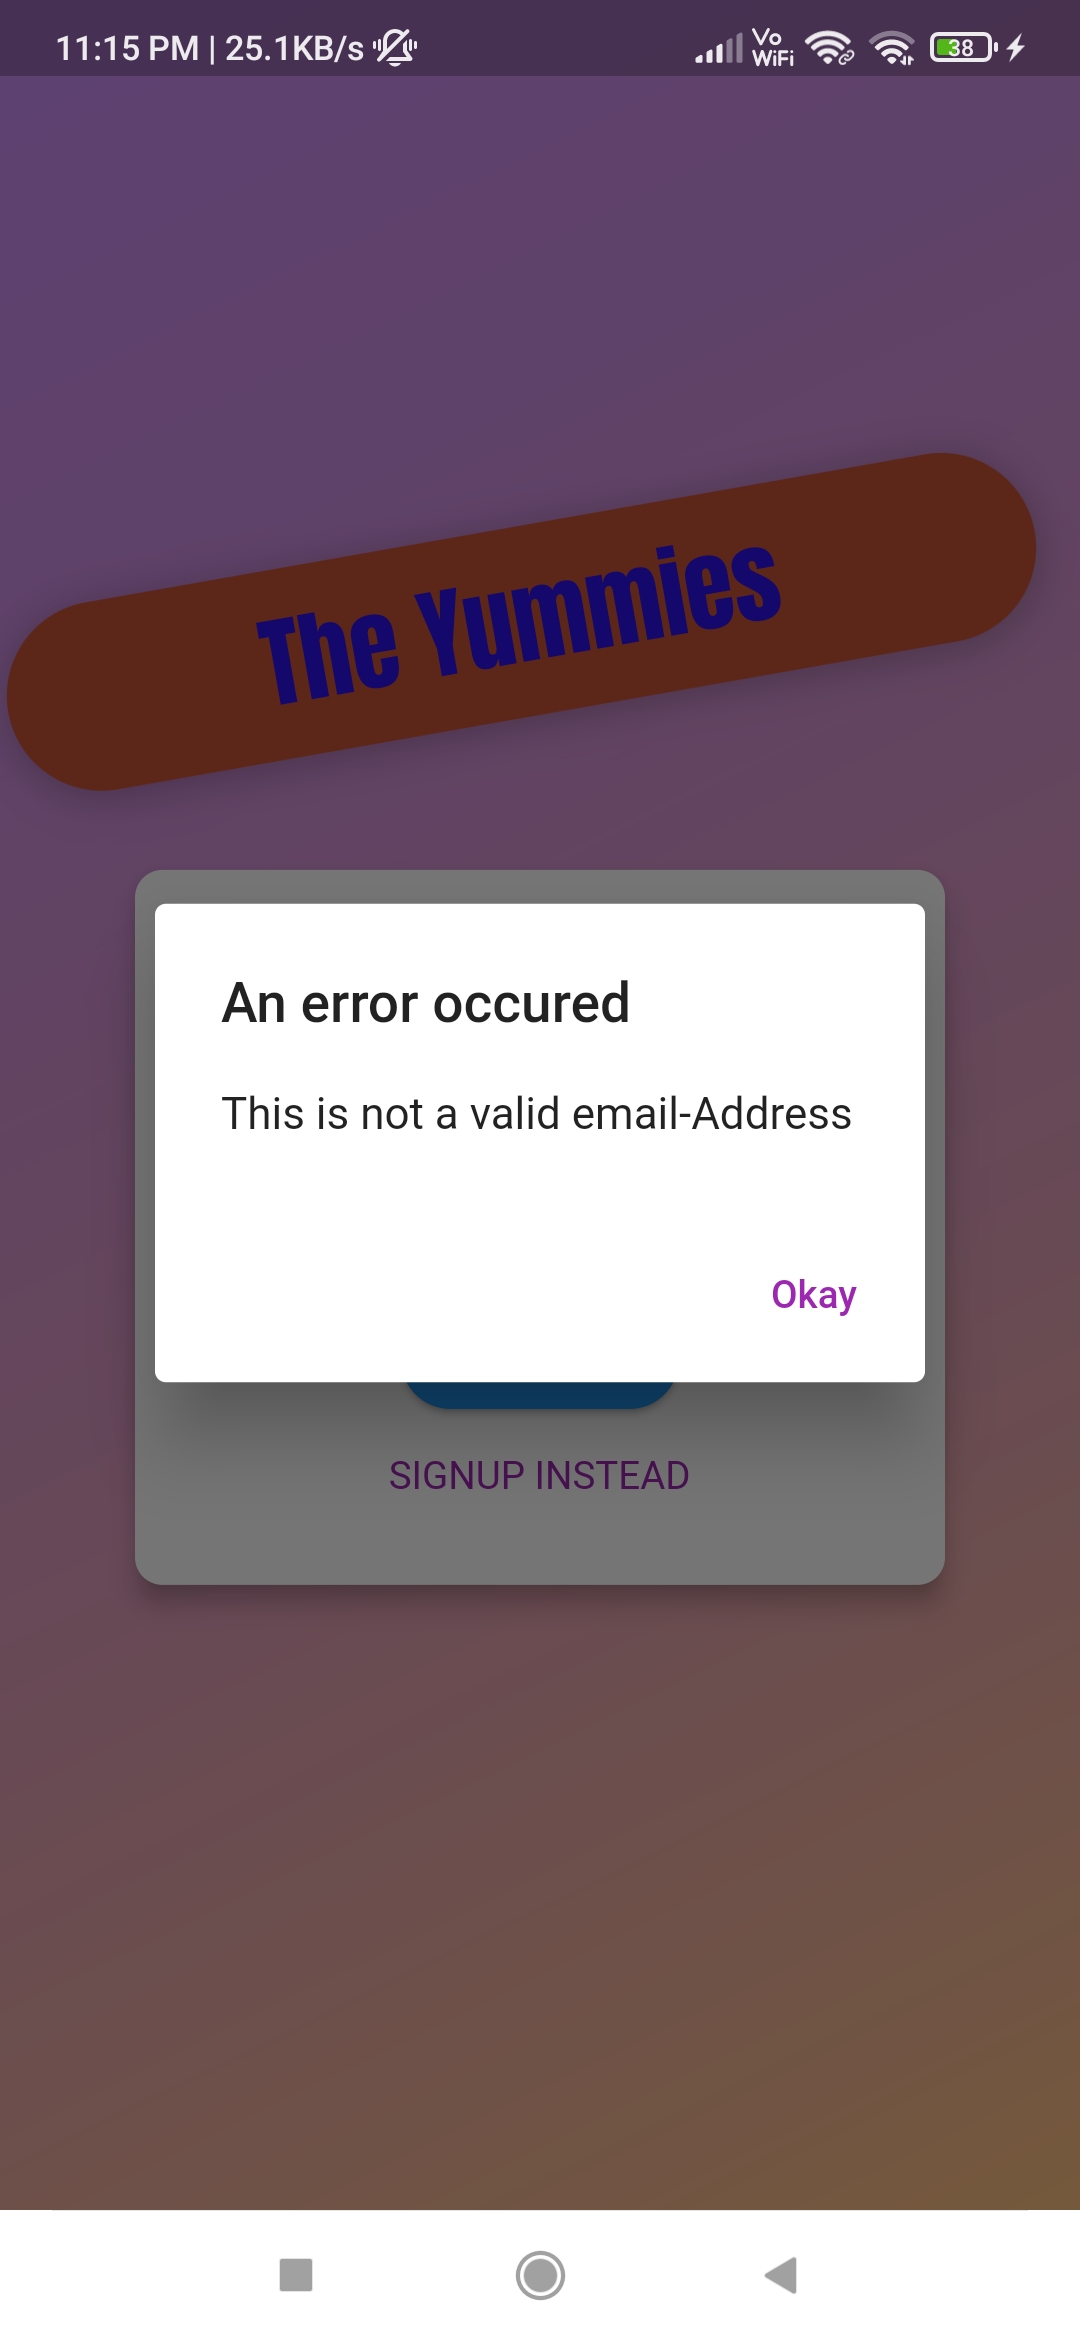 11:15 PM | 25.1KB/s Vo WiFi 38
The Yummies
An error occured
This is not a valid email-Address
Okay
SIGNUP INSTEAD